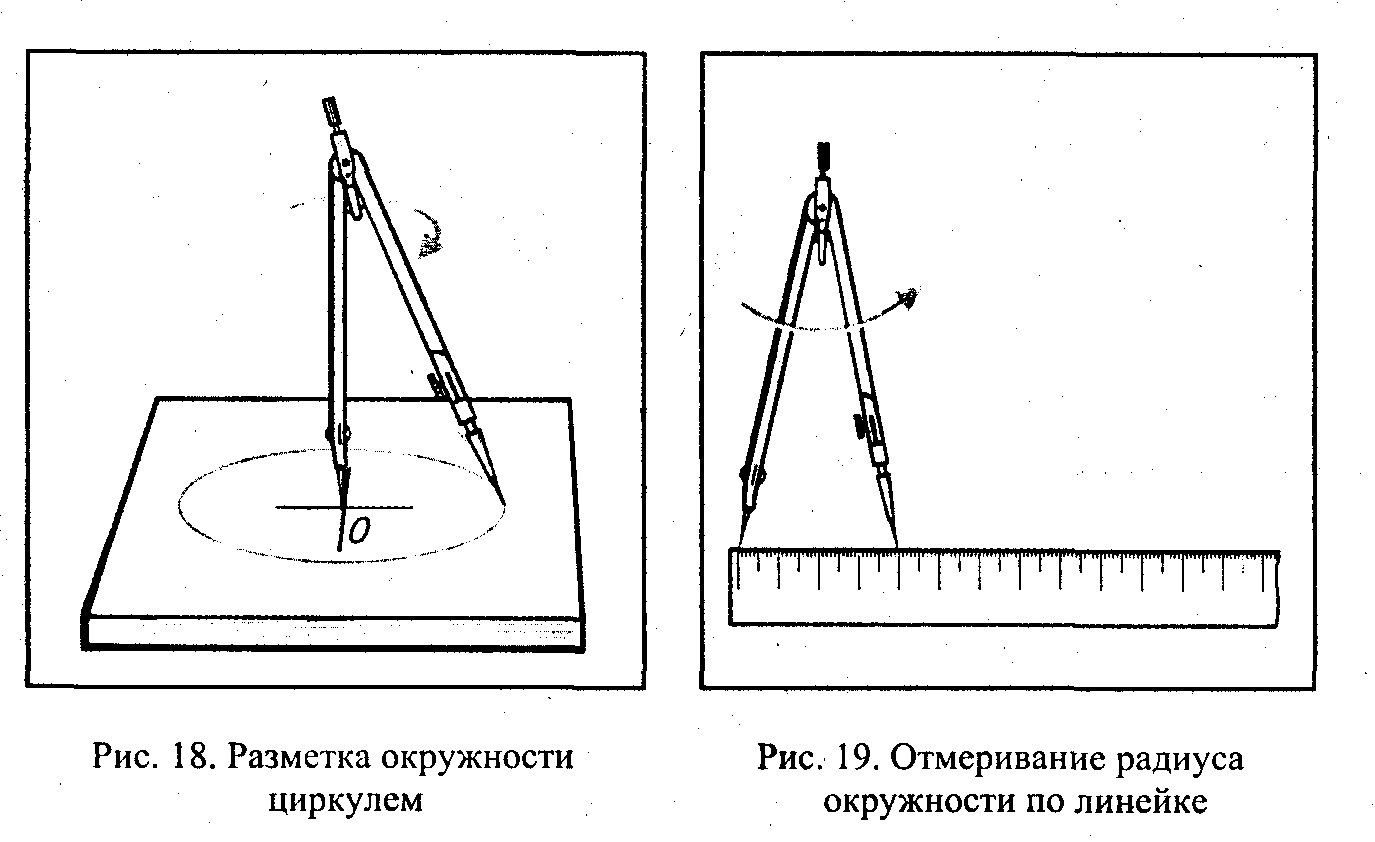 O
Рис. 18. Разметка окружности
циркулем
Рис. 19. Отмеривание радиуса
окружности по линейке